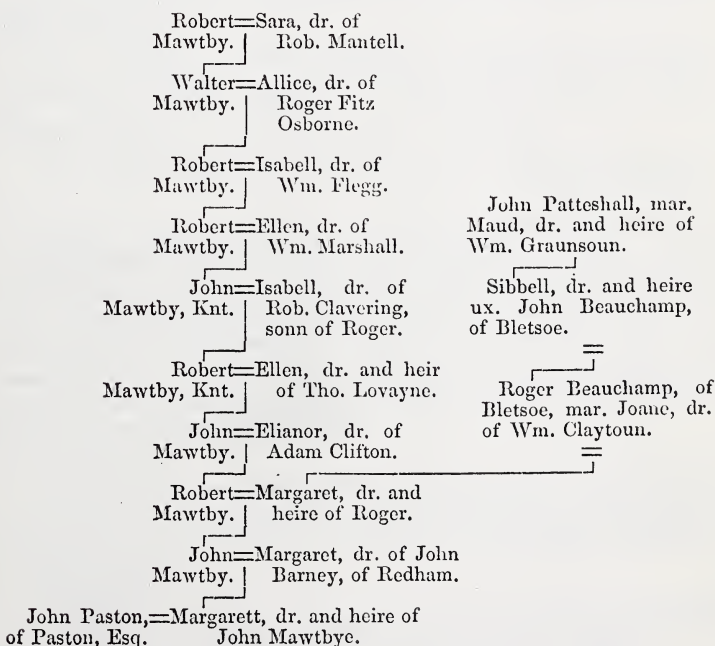 Robert=Sara, dr. of
Mawtby. Rob. Mantell.
Walter=Allice, dr. of
Mawtby. Roger Fitz
Osborne.
Robert=Isabell, dr. of
Mawtby. Wm. Flegg.
Robert=Ellen, dr. of
Mawtby. Wm. Marshall.
John=Isabell, dr. of
Mawtby, Knt. Rob. Clavering,
sonn of Roger.
Robert=Ellen, dr. and heir
Mawtby, Knt. of Tho. Lovayne.
John=Elianor, dr. of
Mawtby. Adam Clifton.
John Patteshall, mar.
Maud, dr. and heire of
Wm. Graunsoun.
Sibbell, dr. and heire
ux. John Beauchamp,
of Bletsoe.
=
Roger Beauchamp, of
Bletsoe, mar. Joane, dr.
of Wm. Claytoun.
=
Robert=Margaret, dr. and
Mawtby. heire of Roger.
John=Margaret, dr. of John
Mawtby. Barney, of Redham.
John Paston,=Margarett, dr. and heire of
of Paston, Esq. John Mawtbye.